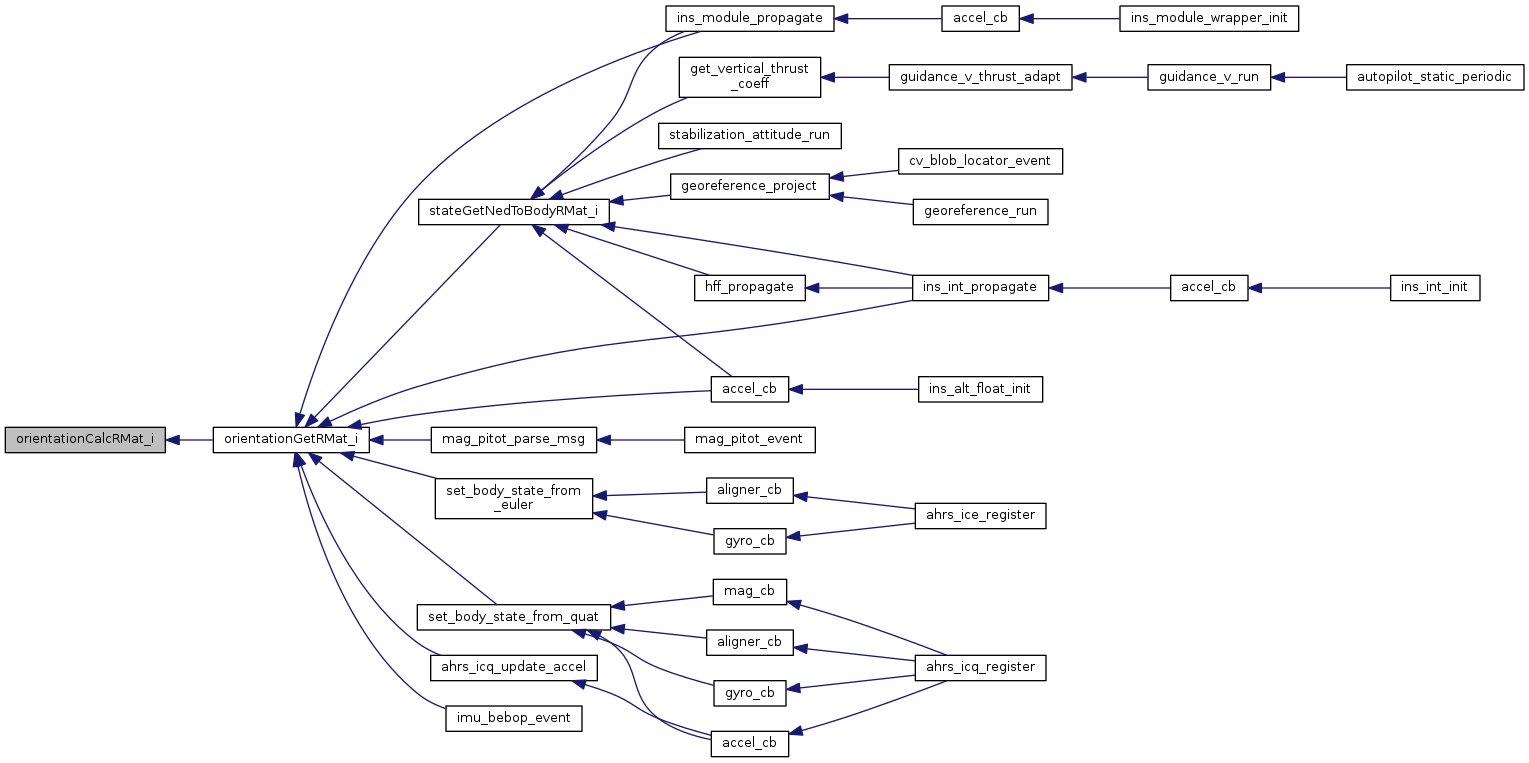 ins_module_propagate
accel_cb
ins_module_wrapper_init
get_vertical_thrust
_coeff
guidance_v_thrust_adapt
guidance_v_run
autopilot_static_periodic
stabilization_attitude_run
cv_blob_locator_event
georeference_project
stateGetNedToBodyRMat_i
georeference_run
hff_propagate
ins_int_propagate
accel_cb
ins_int_init
accel_cb
ins_alt_float_init
orientationCalcRMat_i
orientationGetRMat_i
mag_pitot_parse_msg
mag_pitot_event
set_body_state_from
_euler
aligner_cb
ahrs_ice_register
gyro_cb
mag_cb
set_body_state_from_quat
aligner_cb
ahrs_icq_update_accel
ahrs_icq_register
gyro_cb
imu_bebop_event
accel_cb